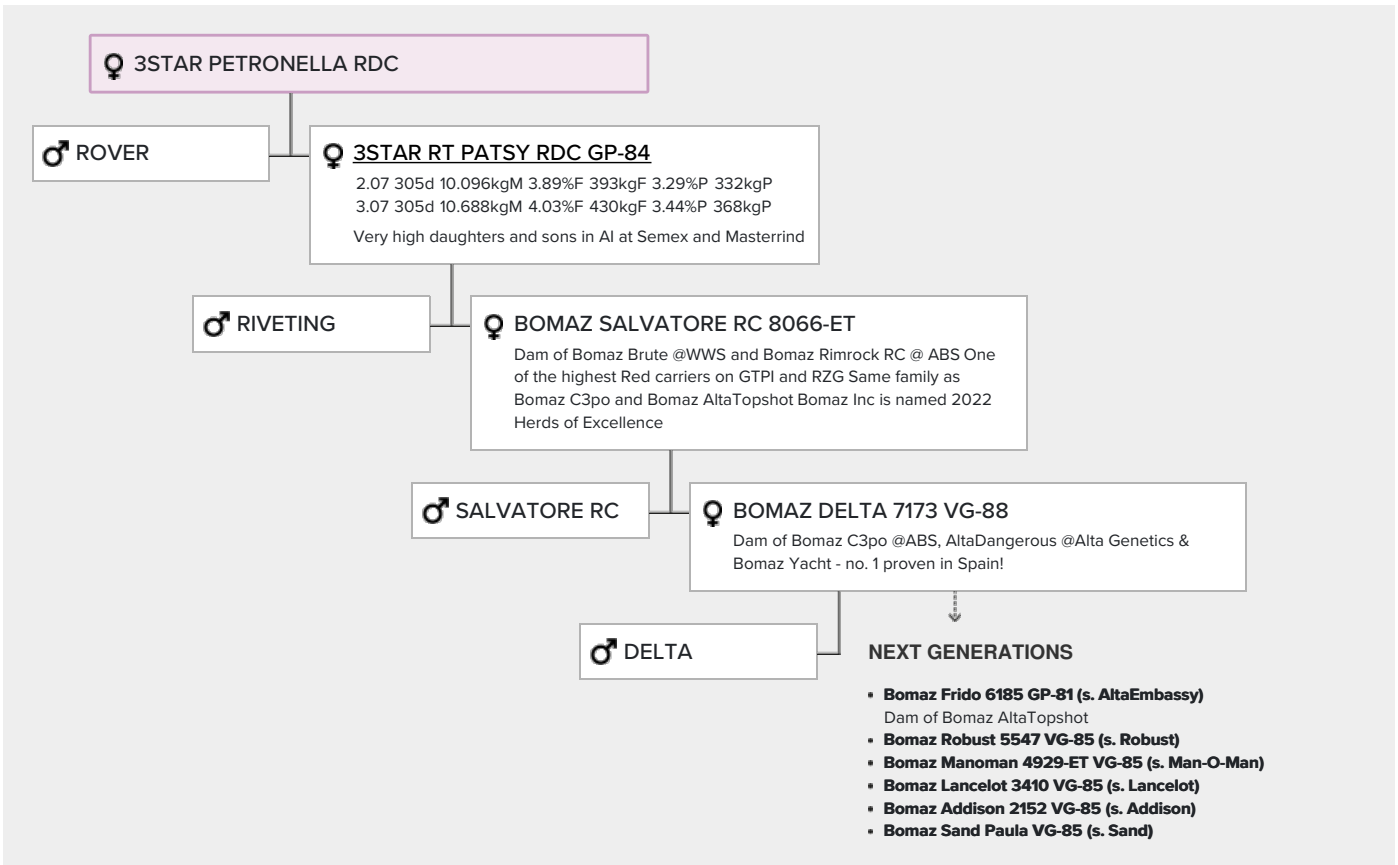 3STAR PETRONELLA RDC
ROVER
3STAR RT PATSY RDC GP-84
2.07 305d 10.096kgM 3.89%F 393kgF 3.29%P 332kgP
3.07 305d 10.688kgM 4.03%F 430kgF 3.44%P 368kgP
Very high daughters and sons in AI at Semex and Masterrind
RIVETING
BOMAZ SALVATORE RC 8066-ET
Dam of Bomaz Brute @WWS and Bomaz Rimrock RC @ ABS One
of the highest Red carriers on GTPI and RZG Same family as
Bomaz C3po and Bomaz AltaTopshot Bomaz Inc is named 2022
Herds of Excellence
SALVATORE RC
BOMAZ DELTA 7173 VG-88
Dam of Bomaz C3po @ABS, AltaDangerous @Alta Genetics &
Bomaz Yacht - no. 1 proven in Spain!
DELTA
NEXT GENERATIONS
• Bomaz Frido 6185 GP-81 (s. AltaEmbassy)
Dam of Bomaz AltaTopshot
• Bomaz Robust 5547 VG-85 (s. Robust)
• Bomaz Manoman 4929-ET VG-85 (s. Man-O-Man)
• Bomaz Lancelot 3410 VG-85 (s. Lancelot)
• Bomaz Addison 2152 VG-85 (s. Addison)
• Bomaz Sand Paula VG-85 (s. Sand)